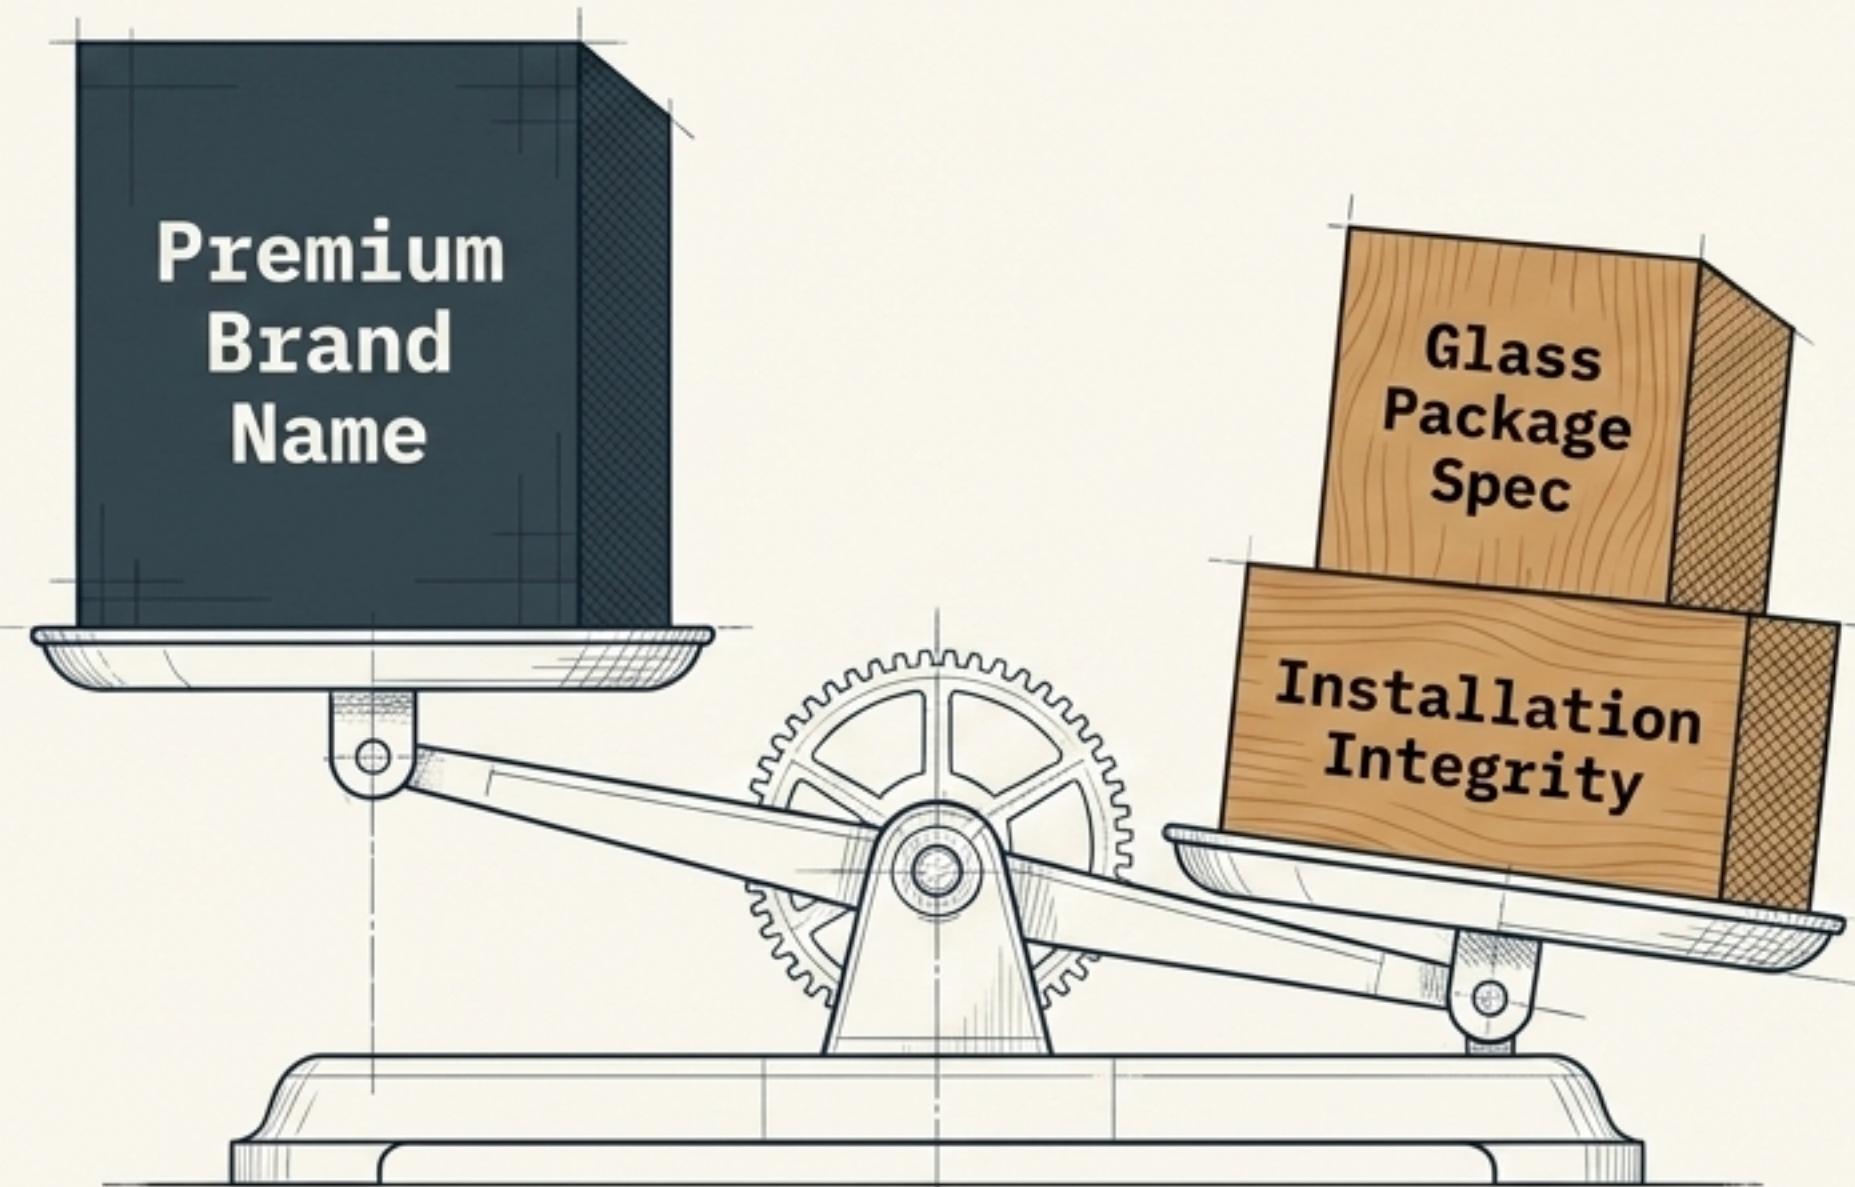 Premium
Brand
Name
Glass
Package
Spec
Installation
Integrity